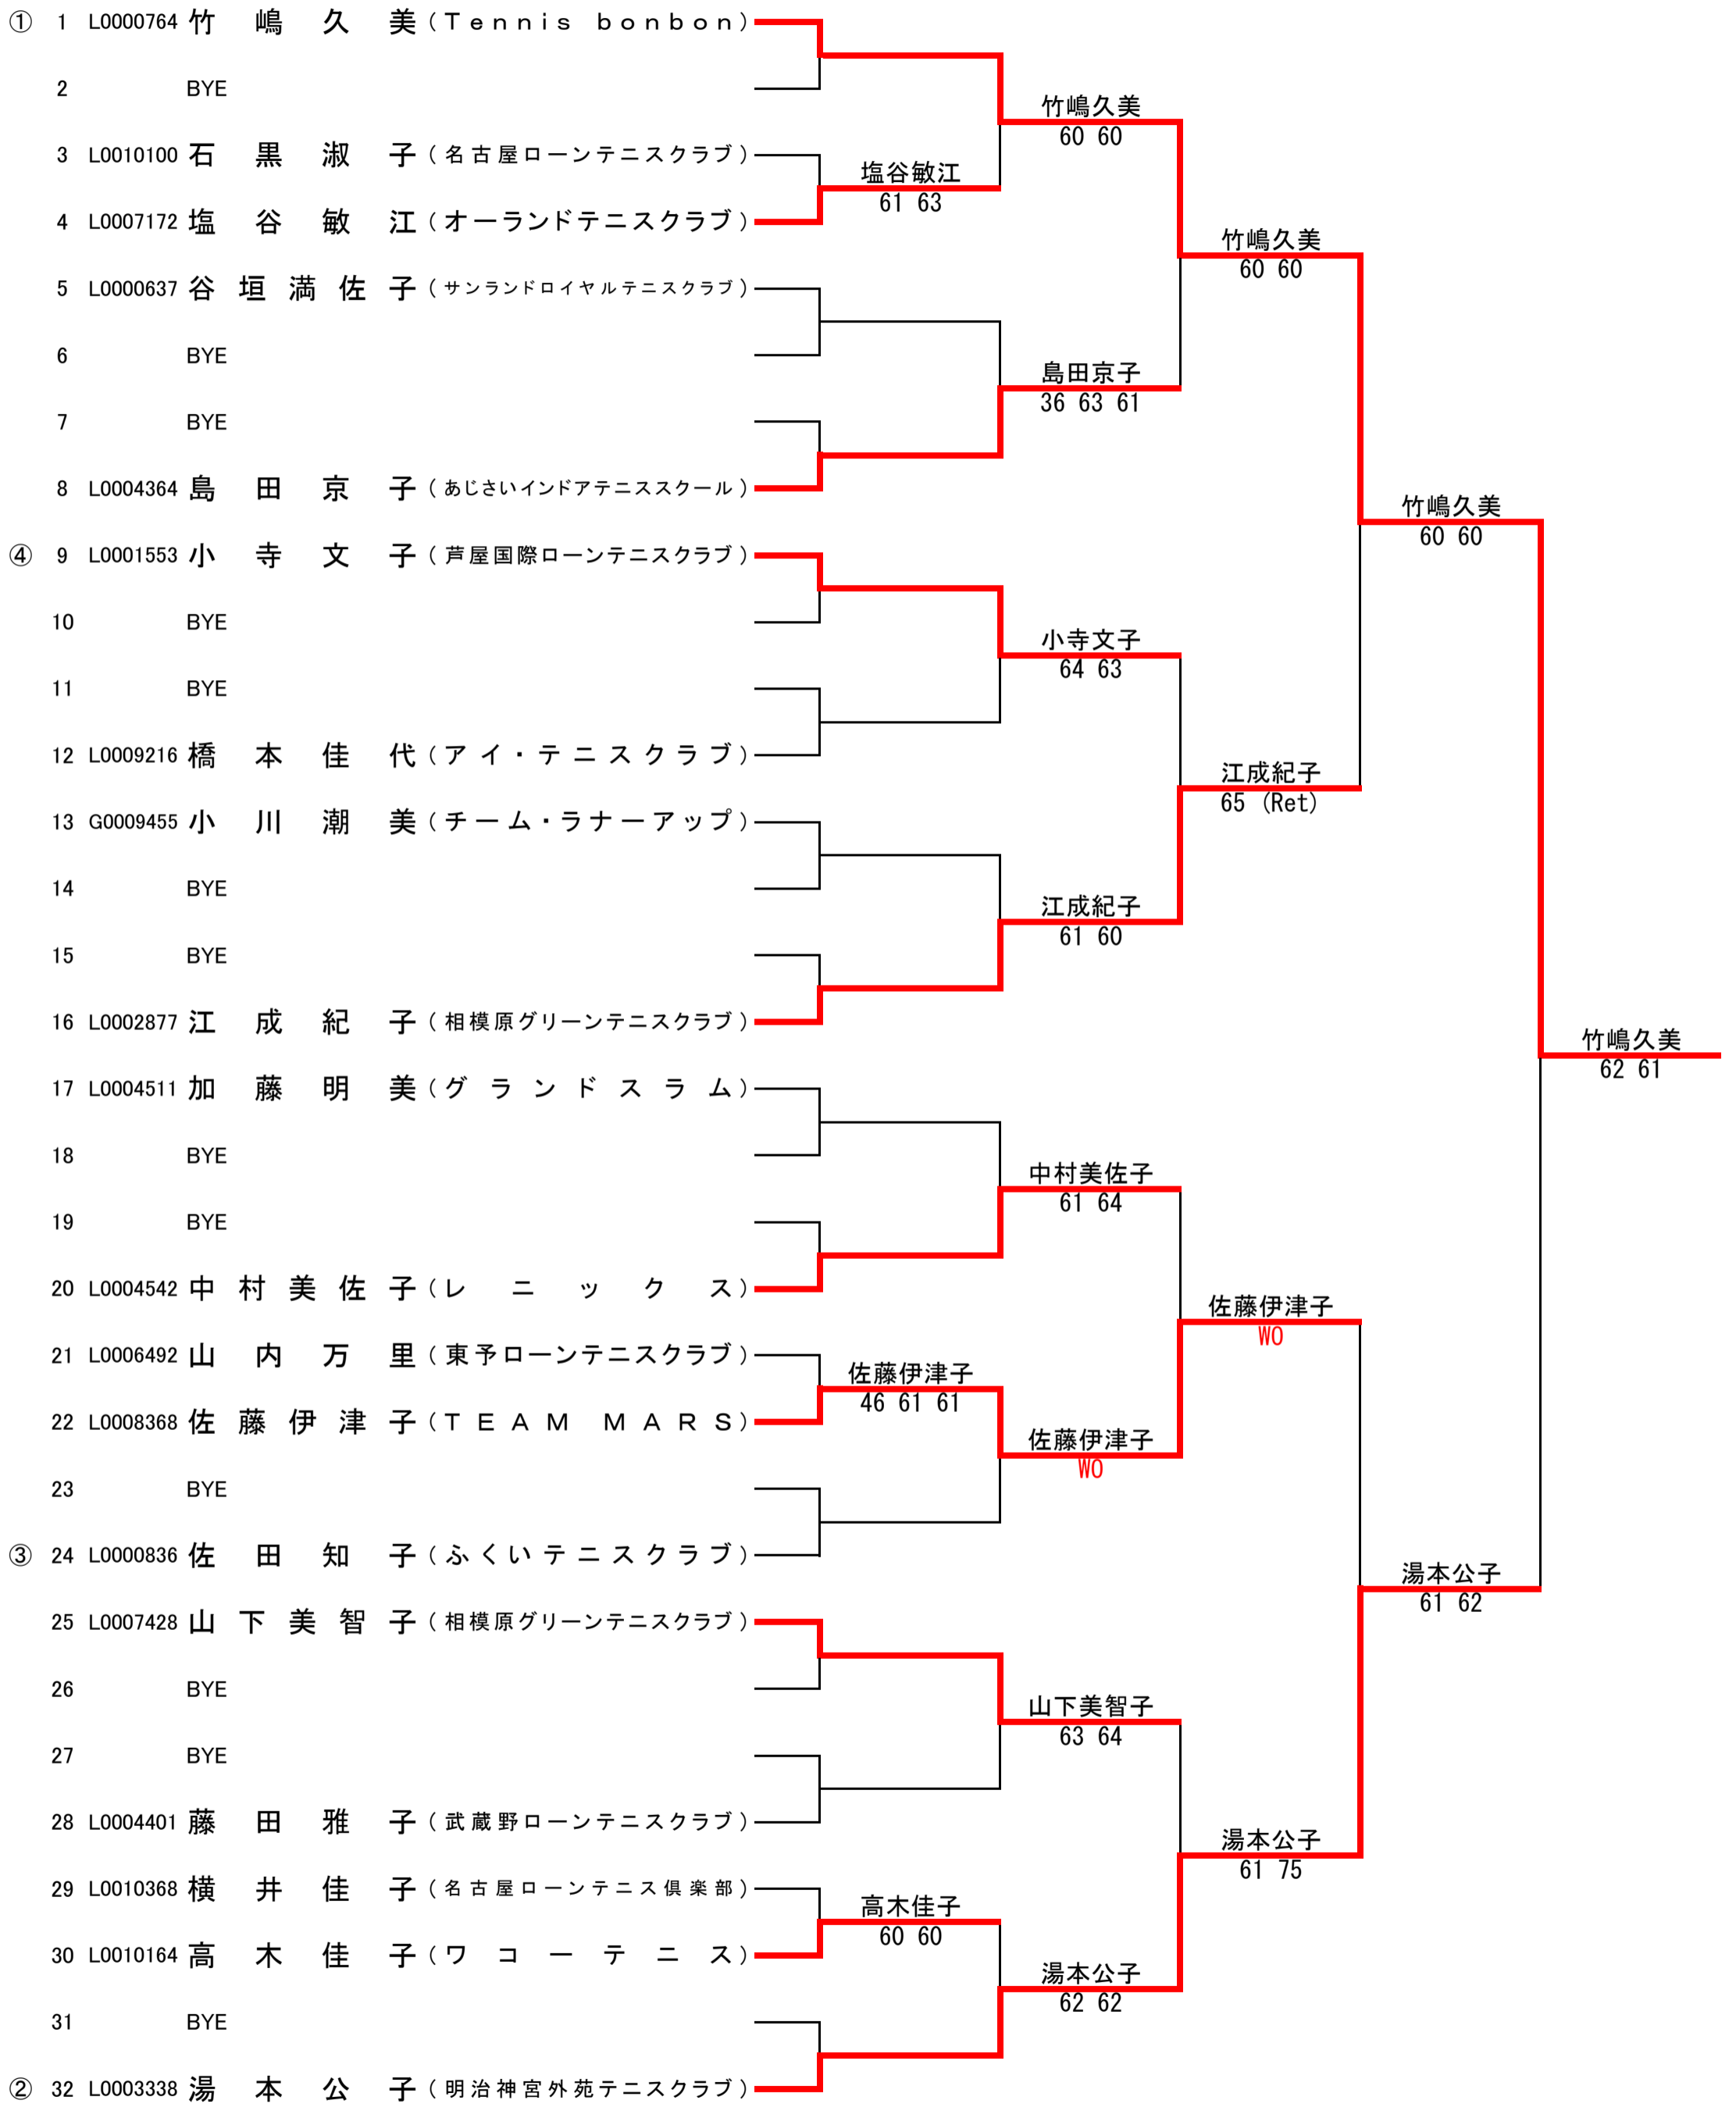 ① 1 L0000764 竹嶋久美 (Tennis bonbon)
2 BYE
竹嶋久美
60 60
3 L0010100 石黒淑子 (名古屋ローンテニスクラブ)
塩谷敏江
61 63
4 L0007172 塩谷敏江 (オーランドテニスクラブ)
竹嶋久美
60 60
5 L0000637 谷垣満佐子 (サンランドロイヤルテニスクラブ)
6 BYE
島田京子
36 63 61
7 BYE
8 L0004364 島田京子 (あじさいインドアテニススクール)
竹嶋久美
60 60
④ 9 L0001553 小寺文子 (芦屋国際ローンテニスクラブ)
10 BYE
小寺文子
64 63
11 BYE
12 L0009216 橋本佳代 (アイ・テニスクラブ)
江成紀子
65 (Ret)
13 G0009455 小川潮美 (チーム・ラナーアップ)
14 BYE
江成紀子
61 60
15 BYE
16 L0002877 江成紀子 (相模原グリーンテニスクラブ)
竹嶋久美
62 61
17 L0004511 加藤明美 (グランドスラム)
18 BYE
中村美佐子
61 64
19 BYE
20 L0004542 中村美佐子 (レニックス)
佐藤伊津子
WO
21 L0006492 山内万里 (東予ローンテニスクラブ)
佐藤伊津子
46 61 61
22 L0008368 佐藤伊津子 (TEAM MARS)
佐藤伊津子
WO
23 BYE
③ 24 L0000836 佐田知子 (ふくいテニスクラブ)
湯本公子
61 62
25 L0007428 山下美智子 (相模原グリーンテニスクラブ)
26 BYE
山下美智子
63 64
27 BYE
28 L0004401 藤田雅子 (武蔵野ローンテニスクラブ)
湯本公子
61 75
29 L0010368 横井佳子 (名古屋ローンテニス倶楽部)
高木佳子
60 60
30 L0010164 高木佳子 (ワコーテニス)
湯本公子
62 62
31 BYE
② 32 L0003338 湯本公子 (明治神宮外苑テニスクラブ)